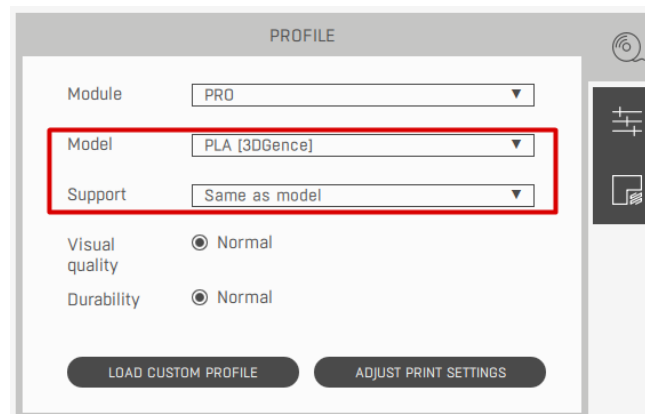 PROFILE
Module PRO
Model PLA [3DGence]
Support Same as model
Visual quality Normal
Durability Normal
LOAD CUSTOM PROFILE ADJUST PRINT SETTINGS